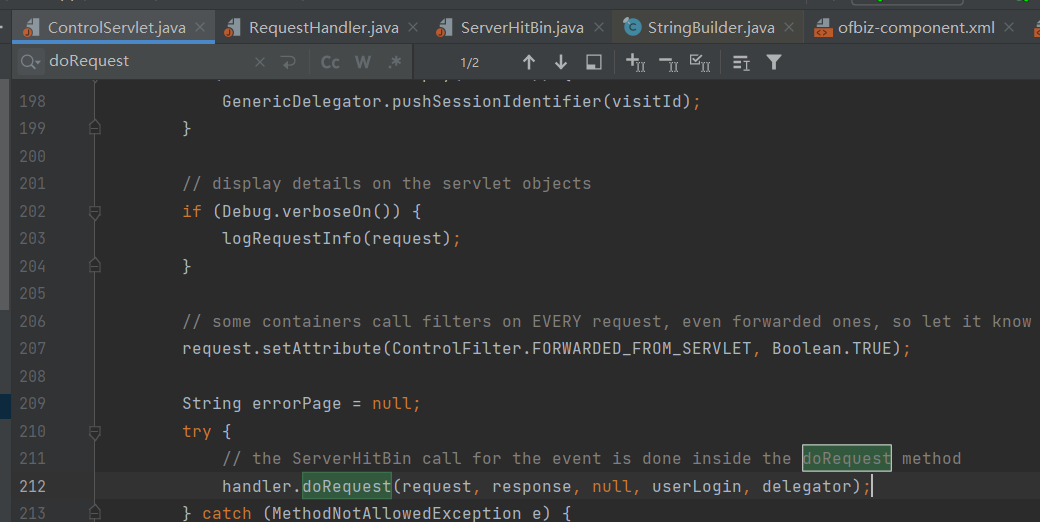 ControlServlet.java RequestHandler.java ServerHitBin.java StringBuilder.java ofbiz-component.xml
doRequest Cc W .* 1/2
198 GenericDelegator.pushSessionIdentifier(visitId);
199 }
200
201 // display details on the servlet objects
202 if (Debug.verboseOn()) {
203 logRequestInfo(request);
204 }
205
206 // some containers call filters on EVERY request, even forwarded ones, so let it know
207 request.setAttribute(ControlFilter.FORWARDED_FROM_SERVLET, Boolean.TRUE);
208
209 String errorPage = null;
210 try {
211 // the ServerHitBin call for the event is done inside the doRequest method
212 handler.doRequest(request, response, null, userLogin, delegator);
213 } catch (MethodNotAllowedException e) {